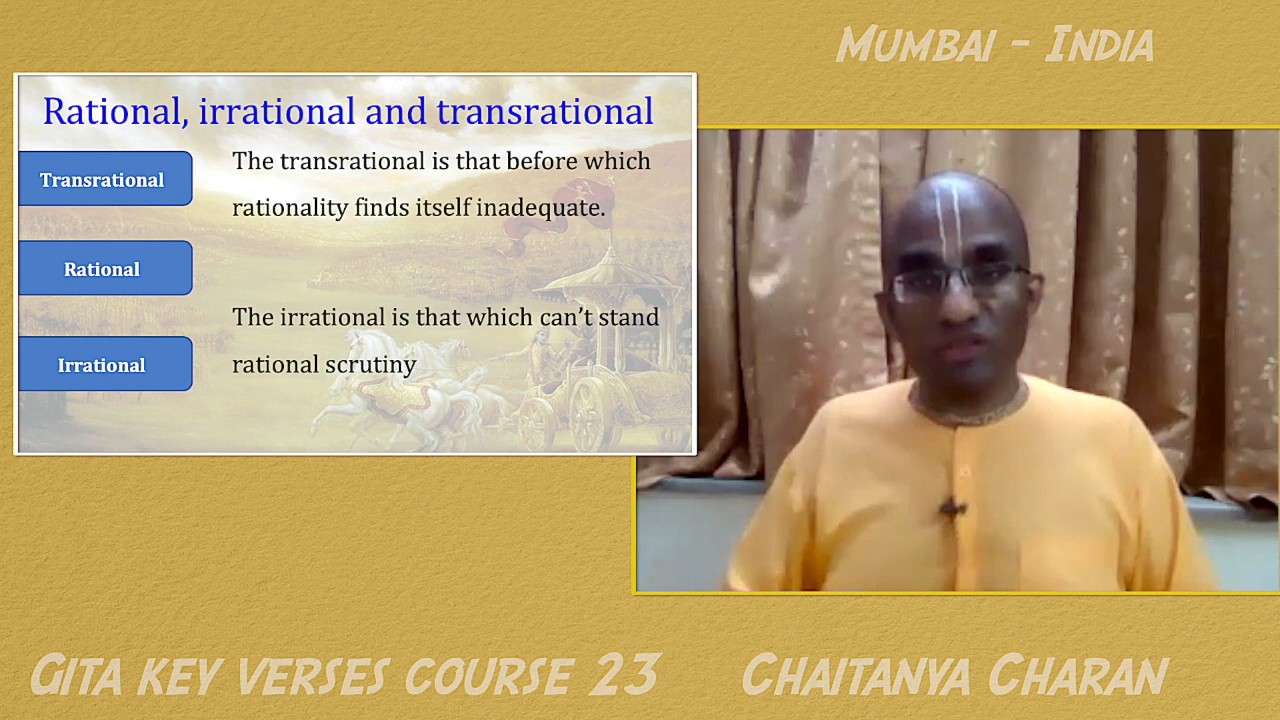 MUMBAI - INDIA
Rational, irrational and transrational
Transrational
The transrational is that before which
rationality finds itself inadequate.
Rational
The irrational is that which can’t stand
Irrational
rational scrutiny
GITA KEY VERSES COURSE 23
CHAITANYA CHARAN